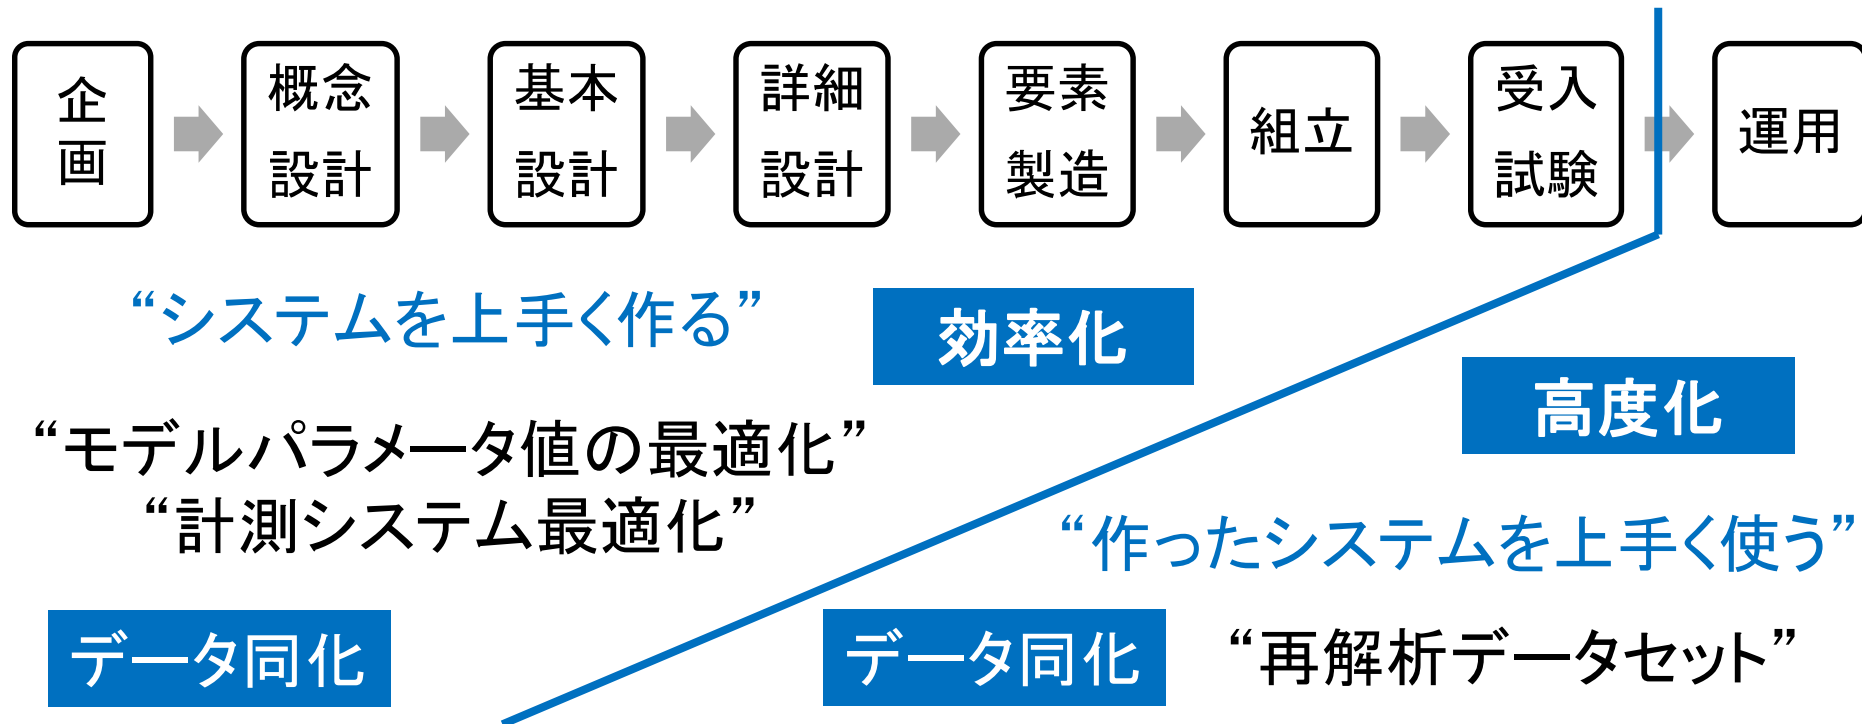 企
画
概念
設計
基本
設計
詳細
設計
要素
製造
組立
受入
試験
運用
“システムを上手く作る”
効率化
高度化
“モデルパラメータ値の最適化”
“計測システム最適化”
“作ったシステムを上手く使う”
データ同化
データ同化
“再解析データセット”